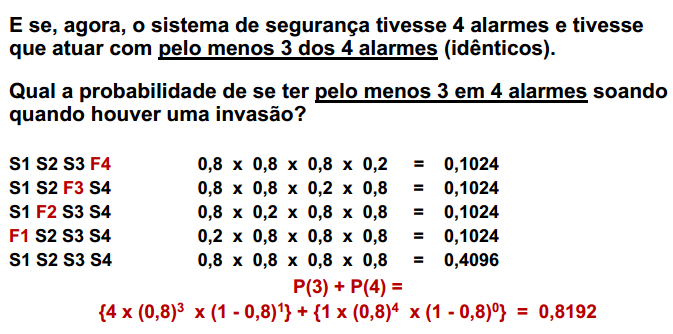 E se, agora, o sistema de segurança tivesse 4 alarmes e tivesse
que atuar com pelo menos 3 dos 4 alarmes (idênticos).
Qual a probabilidade de se ter pelo menos 3 em 4 alarmes soando
quando houver uma invasão?
S1 S2 S3 F4 0,8 x 0,8 x 0,8 x 0,2 = 0,1024
S1 S2 F3 S4 0,8 x 0,8 x 0,2 x 0,8 = 0,1024
S1 F2 S3 S4 0,8 x 0,2 x 0,8 x 0,8 = 0,1024
F1 S2 S3 S4 0,2 x 0,8 x 0,8 x 0,8 = 0,1024
S1 S2 S3 S4 0,8 x 0,8 x 0,8 x 0,8 = 0,4096
P(3) + P(4) =
{4 x (0,8)³ x (1 - 0,8)¹} + {1 x (0,8)⁴ x (1 - 0,8)⁰} = 0,8192